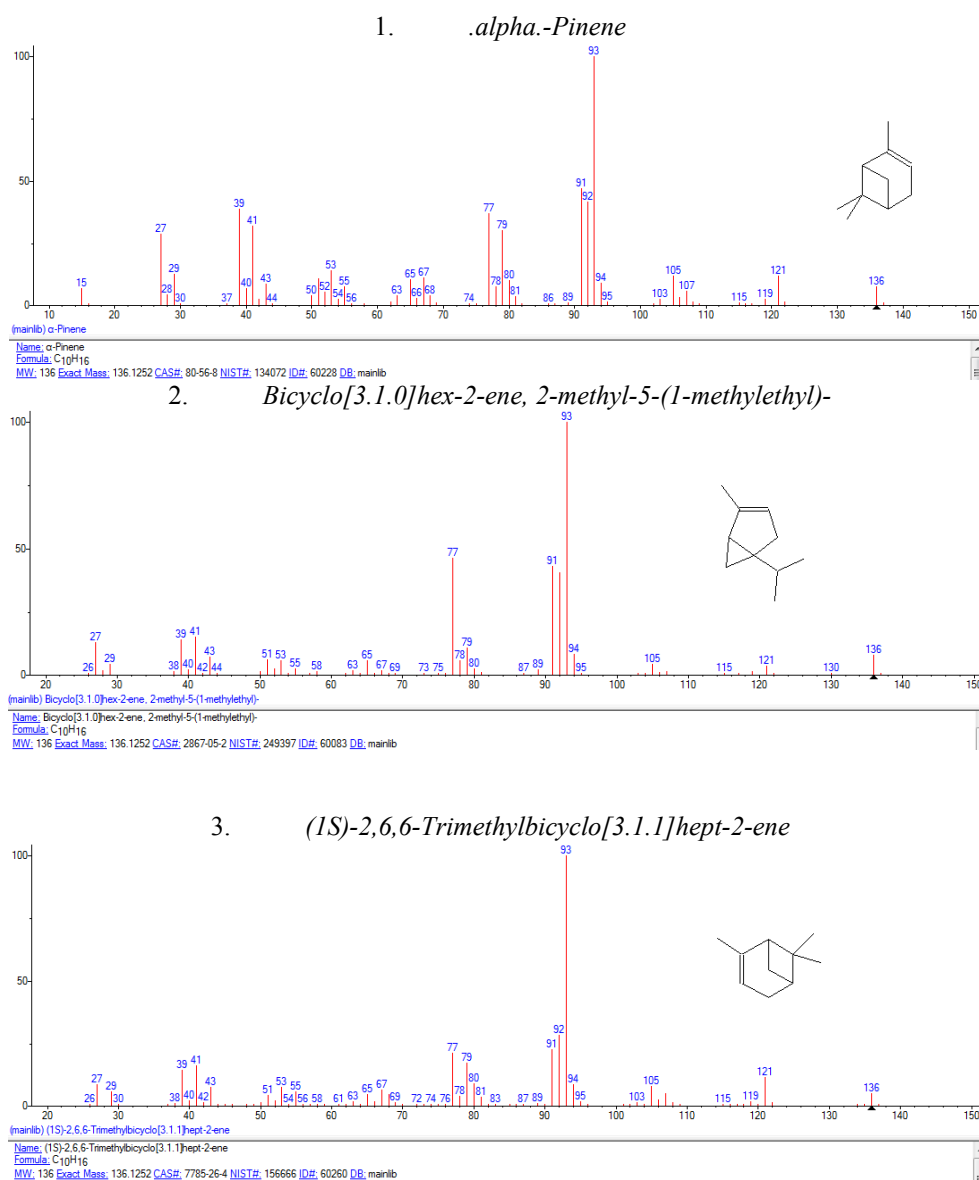 1. .alpha.-Pinene
93
100
50
0
15 27 28 29 30 37 39 40 41 43 44 50 52 53 54 55 56 63 65 66 67 68 74 77 78 79 80 81 86 89 91 92 94 95 103 105 107 115 119 121 136
10 20 30 40 50 60 70 80 90 100 110 120 130 140 150
(mainlib) α-Pinene
Name: α-Pinene
Formula: C10H16
MW: 136 Exact Mass: 136.1252 CAS#: 80-56-8 NIST#: 134072 ID#: 60228 DB: mainlib
2. Bicyclo[3.1.0]hex-2-ene, 2-methyl-5-(1-methylethyl)-
93
100
50
0
26 27 29 38 39 40 41 42 43 44 51 53 55 58 63 65 67 69 73 75 77 78 79 80 87 89 91 94 95 105 115 121 130 136
20 30 40 50 60 70 80 90 100 110 120 130 140 150
(mainlib) Bicyclo[3.1.0]hex-2-ene, 2-methyl-5-(1-methylethyl)-
Name: Bicyclo[3.1.0]hex-2-ene, 2-methyl-5-(1-methylethyl)-
Formula: C10H16
MW: 136 Exact Mass: 136.1252 CAS#: 2867-05-2 NIST#: 249397 ID#: 60083 DB: mainlib
3. (1S)-2,6,6-Trimethylbicyclo[3.1.1]hept-2-ene
93
100
50
0
26 27 29 30 38 39 40 41 42 43 51 53 54 55 56 58 61 63 65 67 69 72 74 76 77 78 79 80 81 83 87 89 91 92 94 95 103 105 115 119 121 136
20 30 40 50 60 70 80 90 100 110 120 130 140 150
(mainlib) (1S)-2,6,6-Trimethylbicyclo[3.1.1]hept-2-ene
Name: (1S)-2,6,6-Trimethylbicyclo[3.1.1]hept-2-ene
Formula: C10H16
MW: 136 Exact Mass: 136.1252 CAS#: 7785-26-4 NIST#: 156666 ID#: 60260 DB: mainlib